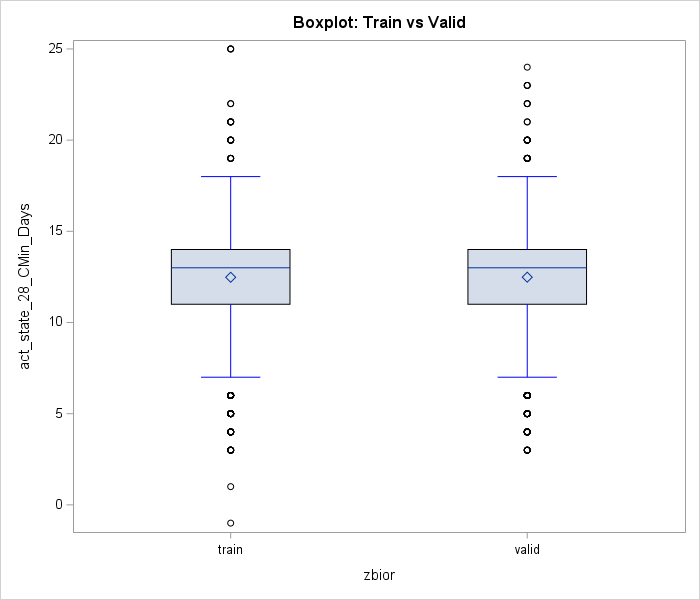 Boxplot: Train vs Valid
25
20
15
10
5
0
act_state_28_CMin_Days
train
valid
zbior